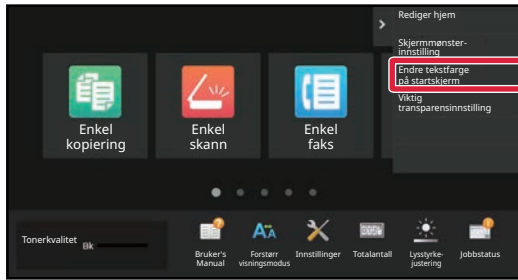 Rediger hjem
Skjermmønster-
innstilling
Endre tekstfarge
på startskjerm
Viktig
transparensinnstilling
Enkel
kopiering
Enkel
skann
Enkel
faks
Tonerkvalitet
Bk
Bruker's
Manual
Forstørr
visningsmodus
Innstillinger
Totalantall
Lysstyrke-
justering
Jobbstatus